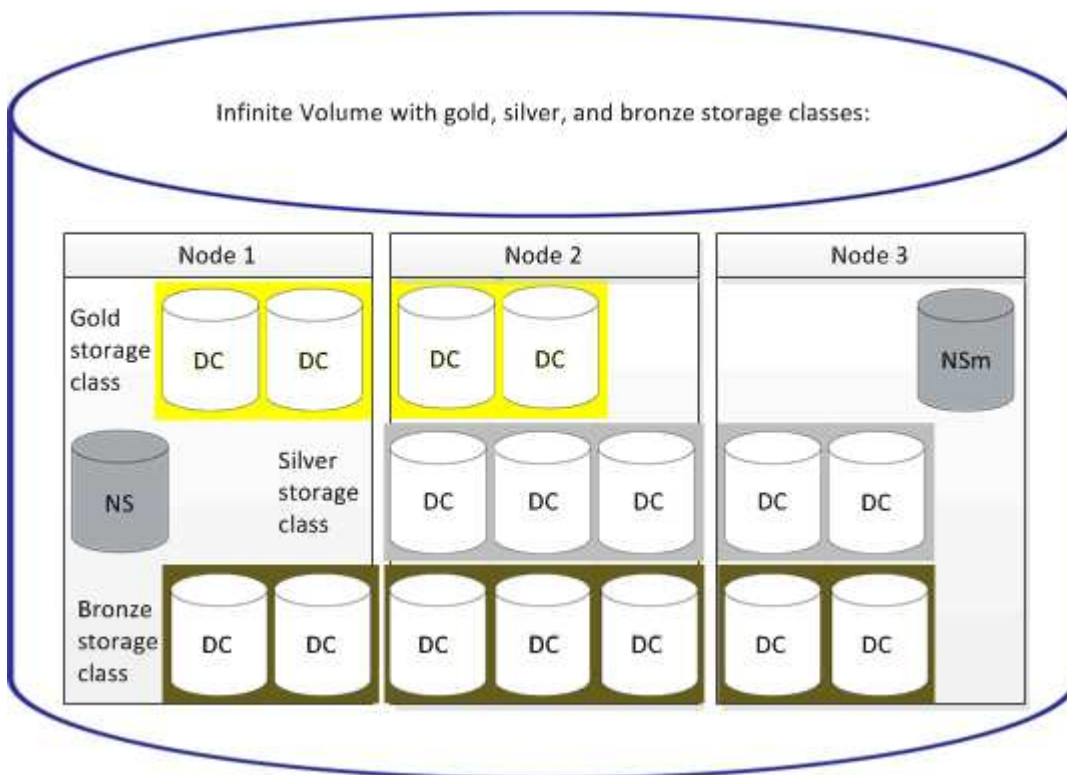 Infinite Volume with gold, silver, and bronze storage classes:
Node 1
Node 2
Node 3
Gold
storage
class
DC
DC
DC
DC
NSm
NS
Silver
storage
class
DC
DC
DC
DC
DC
Bronze
storage
class
DC
DC
DC
DC
DC
DC
DC